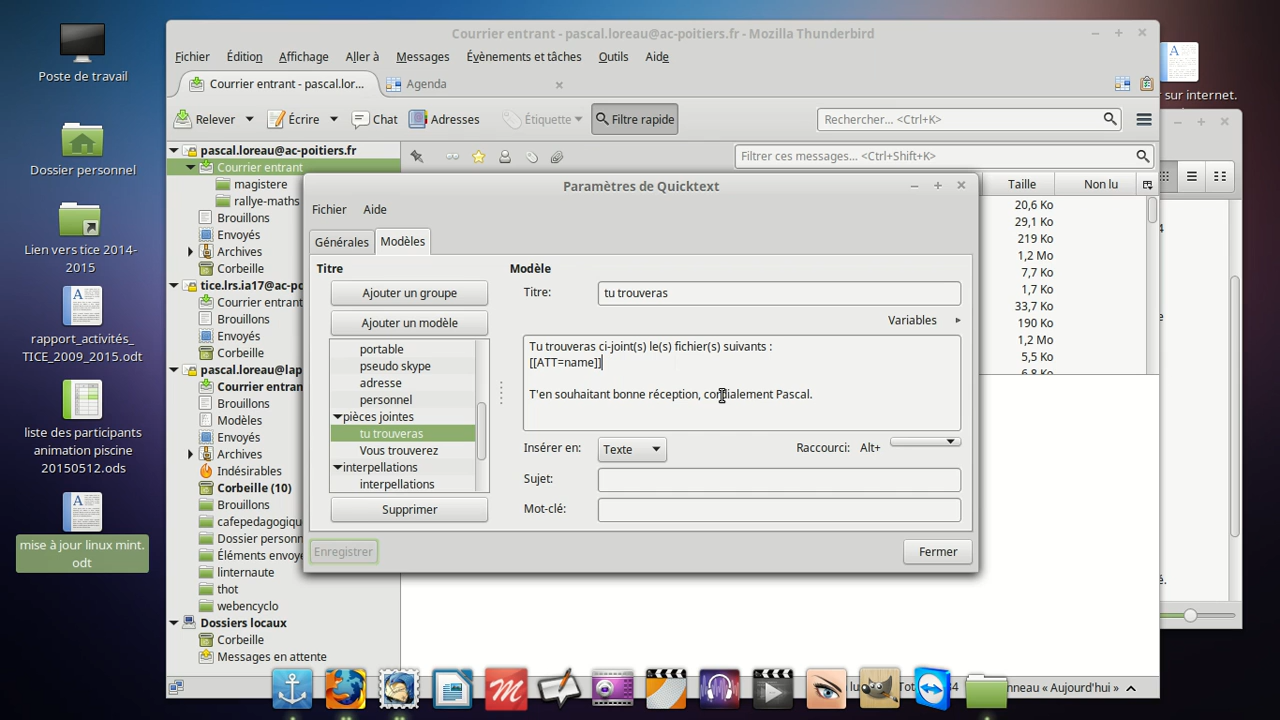 Poste de travail
Dossier personnel
Lien vers tice 2014-
2015
rapport_activités_
TICE_2009_2015.odt
liste des participants
animation piscine
20150512.ods
mise à jour linux mint.
odt
sur internet.
Courrier entrant - pascal.loreau@ac-poitiers.fr - Mozilla Thunderbird
Fichier Édition Affichage Aller à Messages Évènements et tâches Outils Aide
Courrier entrant - pascal.lor... Agenda
Relever Écrire Chat Adresses Étiquette Filtre rapide Rechercher... <Ctrl+K>
Filtrer ces messages... <Ctrl+Shift+K>
pascal.loreau@ac-poitiers.fr
Courrier entrant
magistere
rallye-maths
Brouillons
Envoyés
Archives
Corbeille
tice.lrs.ia17@ac-po
Courrier entrant
Brouillons
Envoyés
Corbeille
pascal.loreau@lap
Courrier entran
Brouillons
Modèles
Envoyés
Archives
Indésirables
Corbeille (10)
Brouillons
cafepedagogiqu
Dossier personn
Éléments envoye
linternaute
thot
webencyclo
Dossiers locaux
Corbeille
Messages en attente
Taille Non lu
20,6 Ko
29,1 Ko
219 Ko
1,2 Mo
7,7 Ko
1,7 Mo
33,7 Ko
190 Ko
1,2 Mo
5,5 Ko
6,8 Ko
Paramètres de Quicktext
Fichier Aide
Générales Modèles
Titre
Ajouter un groupe
Ajouter un modèle
portable
pseudo skype
adresse
personnel
pièces jointes
tu trouveras
Vous trouverez
interpellations
interpellations
Supprimer
Modèle
Titre: tu trouveras
Variables
Tu trouveras ci-joint(s) le(s) fichier(s) suivants :
[[ATT=name]]
T'en souhaitant bonne réception, cordialement Pascal.
Insérer en: Texte Raccourci: Alt+
Sujet:
Mot-clé:
Enregistrer Fermer
nneau « Aujourd'hui »